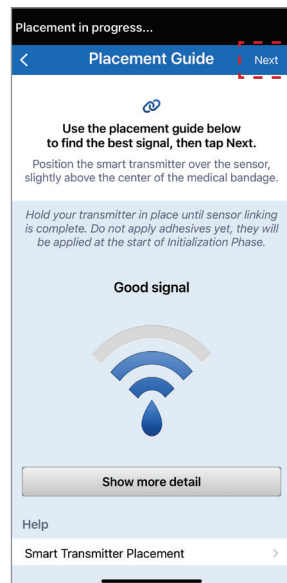 Placement in progress...
Placement Guide
Next
Use the placement guide below
to find the best signal, then tap Next.
Position the smart transmitter over the sensor,
slightly above the center of the medical bandage.
Hold your transmitter in place until sensor linking
is complete. Do not apply adhesives yet, they will
be applied at the start of Initialization Phase.
Good signal
Show more detail
Help
Smart Transmitter Placement